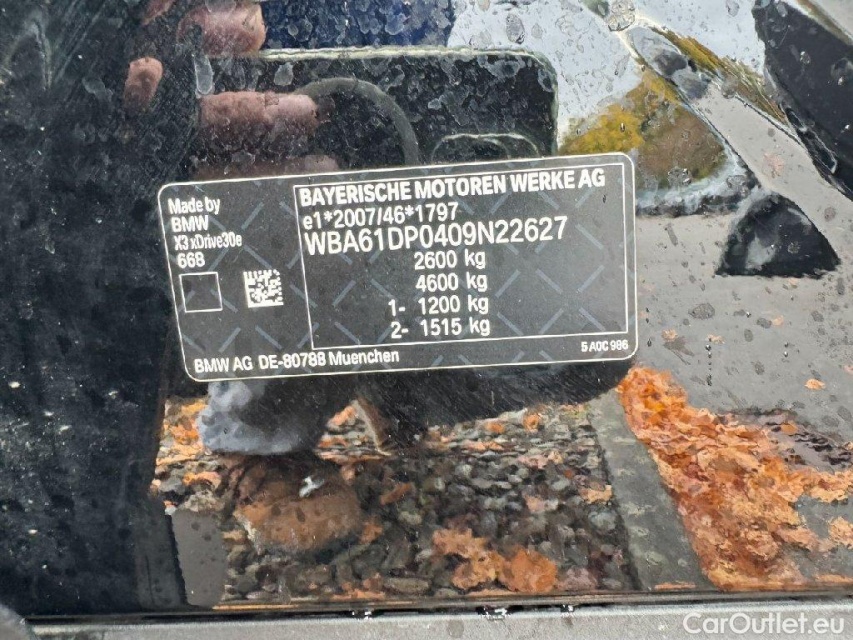 Made by
BMW
X3 xDrive30e
668
BAYERISCHE MOTOREN WERKE AG
e1*2007/46*1797
WBA61DP0409N22627
2600 kg
4600 kg
1- 1200 kg
2- 1515 kg
BMW AG DE-80788 Muenchen
5 A0C 986
CarOutlet.eu